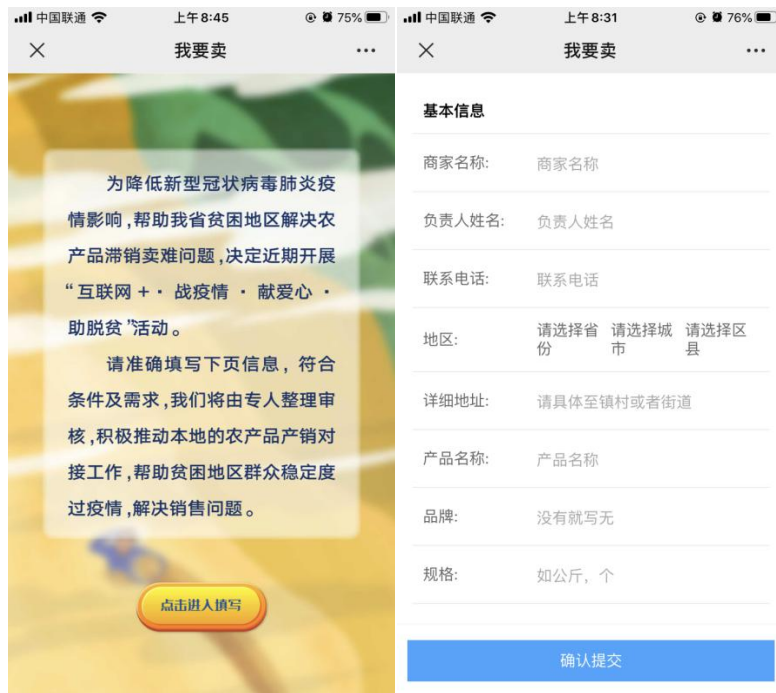 中国联通
上午8:45
75%
我要卖
为降低新型冠状病毒肺炎疫
情影响,帮助我省贫困地区解决农
产品滞销卖难问题,决定近期开展
“互联网 + · 战疫情 · 献爱心 ·
助脱贫”活动。
请准确填写下页信息，符合
条件及需求,我们将由专人整理审
核,积极推动本地的农产品产销对
接工作,帮助贫困地区群众稳定度
过疫情,解决销售问题。
点击进入填写
中国联通
上午8:31
76%
我要卖
基本信息
商家名称: 商家名称
负责人姓名: 负责人姓名
联系电话: 联系电话
地区: 请选择省份 请选择城市 请选择区县
详细地址: 请具体至镇村或者街道
产品名称: 产品名称
品牌: 没有就写无
规格: 如公斤，个
确认提交